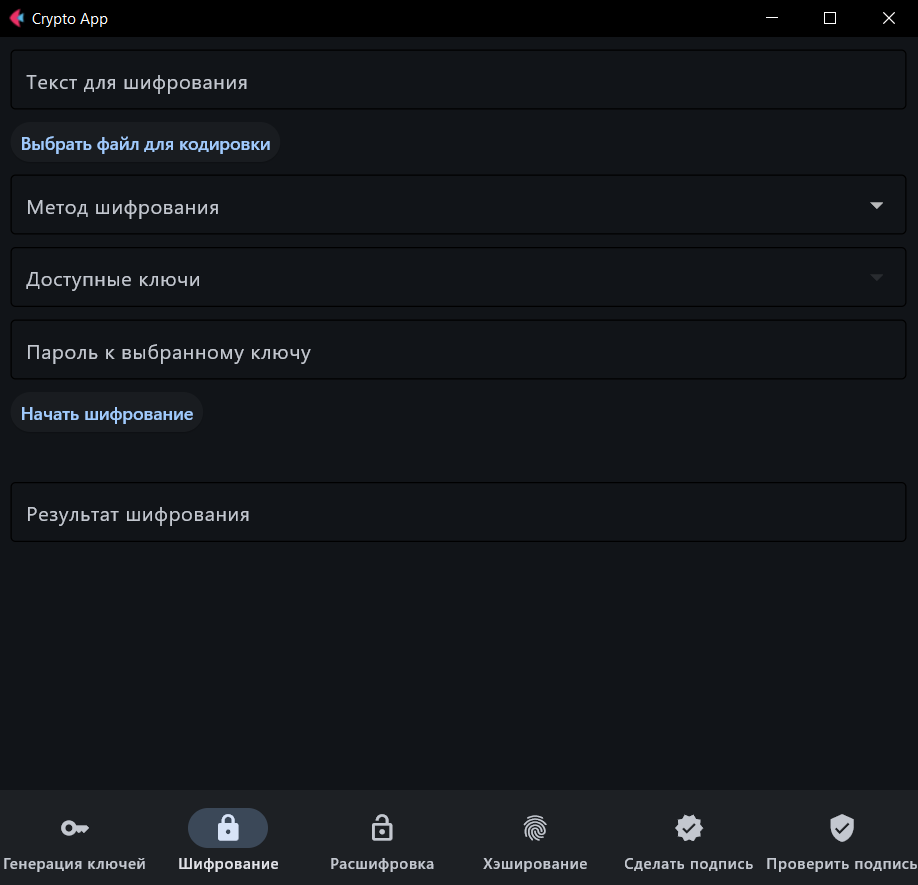 Crypto App
Текст для шифрования
Выбрать файл для кодировки
Метод шифрования
Доступные ключи
Пароль к выбранному ключу
Начать шифрование
Результат шифрования
Генерация ключей Шифрование Расшифровка Хэширование Сделать подпись Проверить подпись